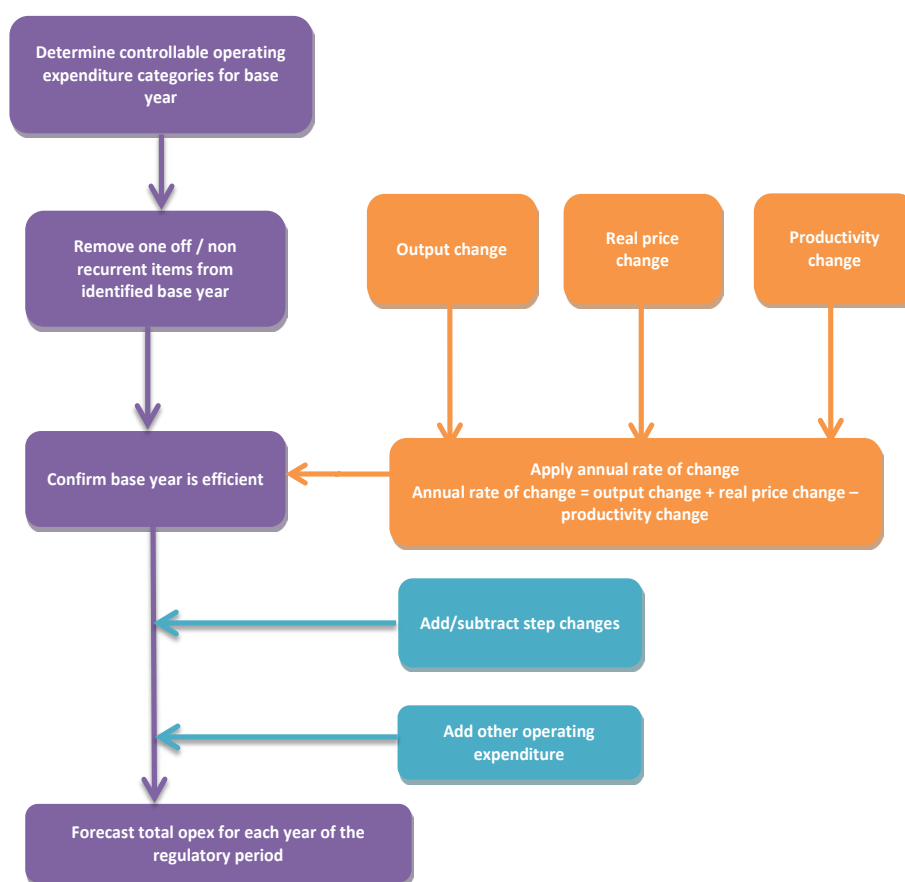 Determine controllable operating
expenditure categories for base
year
Remove one off / non
recurrent items from
identified base year
Output change
Real price
change
Productivity
change
Confirm base year is efficient
Apply annual rate of change
Annual rate of change = output change + real price change –
productivity change
Add/subtract step changes
Add other operating
expenditure
Forecast total opex for each year of the
regulatory period